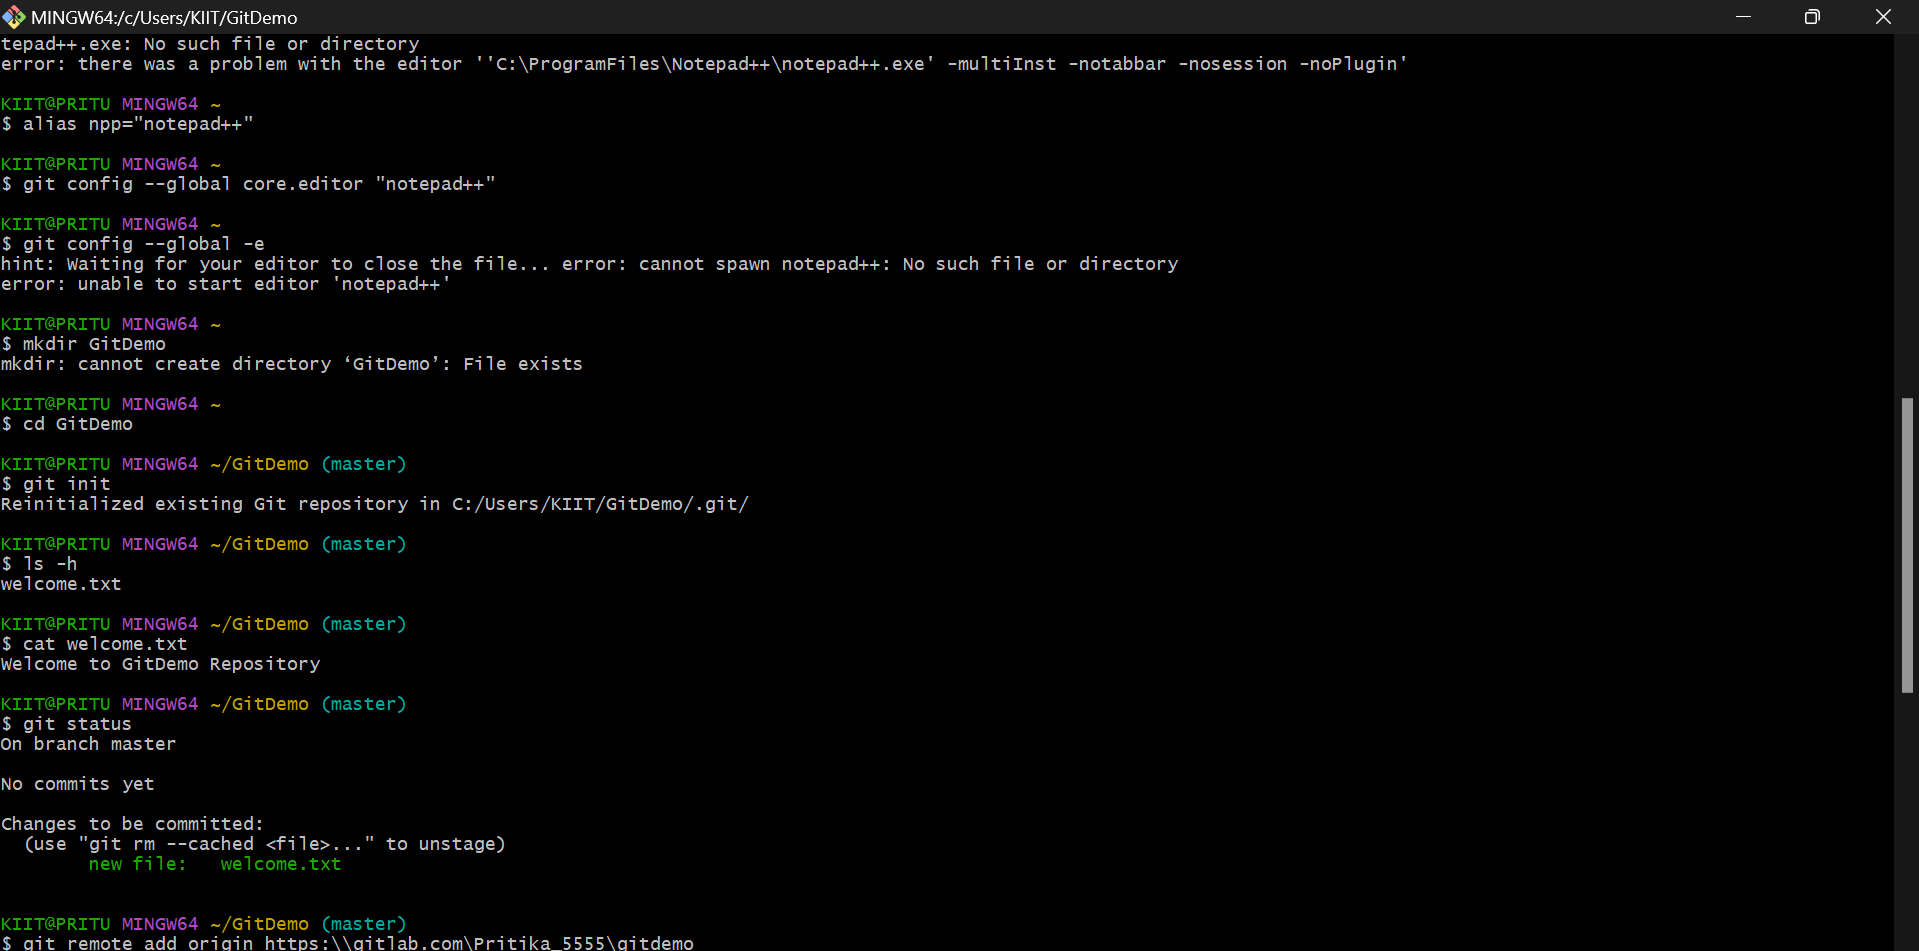 MINGW64:/c/Users/KIIT/GitDemo
tepad++.exe: No such file or directory
error: there was a problem with the editor ''C:\ProgramFiles\Notepad++\notepad++.exe' -multiInst -notabbar -nosession -noPlugin'
KIIT@PRITU MINGW64 ~
$ alias npp="notepad++"
KIIT@PRITU MINGW64 ~
$ git config --global core.editor "notepad++"
KIIT@PRITU MINGW64 ~
$ git config --global -e
hint: Waiting for your editor to close the file... error: cannot spawn notepad++: No such file or directory
error: unable to start editor 'notepad++'
KIIT@PRITU MINGW64 ~
$ mkdir GitDemo
mkdir: cannot create directory ‘GitDemo’: File exists
KIIT@PRITU MINGW64 ~
$ cd GitDemo
KIIT@PRITU MINGW64 ~/GitDemo (master)
$ git init
Reinitialized existing Git repository in C:/Users/KIIT/GitDemo/.git/
KIIT@PRITU MINGW64 ~/GitDemo (master)
$ ls -h
welcome.txt
KIIT@PRITU MINGW64 ~/GitDemo (master)
$ cat welcome.txt
Welcome to GitDemo Repository
KIIT@PRITU MINGW64 ~/GitDemo (master)
$ git status
On branch master
No commits yet
Changes to be committed:
  (use "git rm --cached <file>..." to unstage)
        new file:   welcome.txt
KIIT@PRITU MINGW64 ~/GitDemo (master)
$ git remote add origin https:\\gitlab.com\Pritika_5555\gitdemo